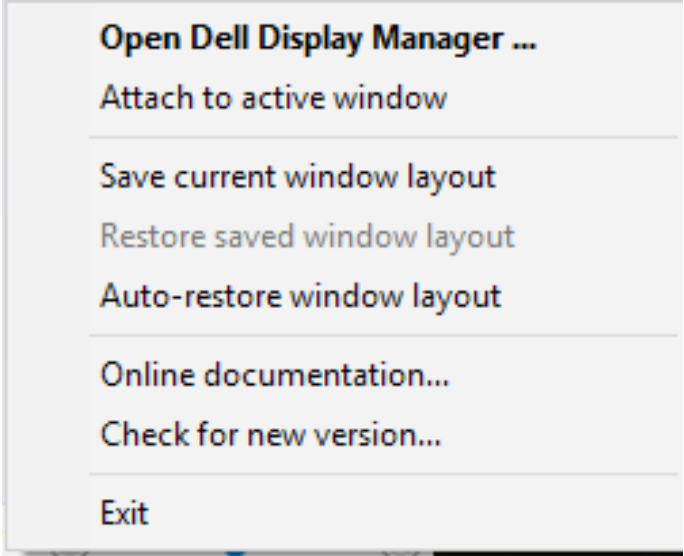 Open Dell Display Manager ...
Attach to active window
Save current window layout
Restore saved window layout
Auto-restore window layout
Online documentation...
Check for new version...
Exit